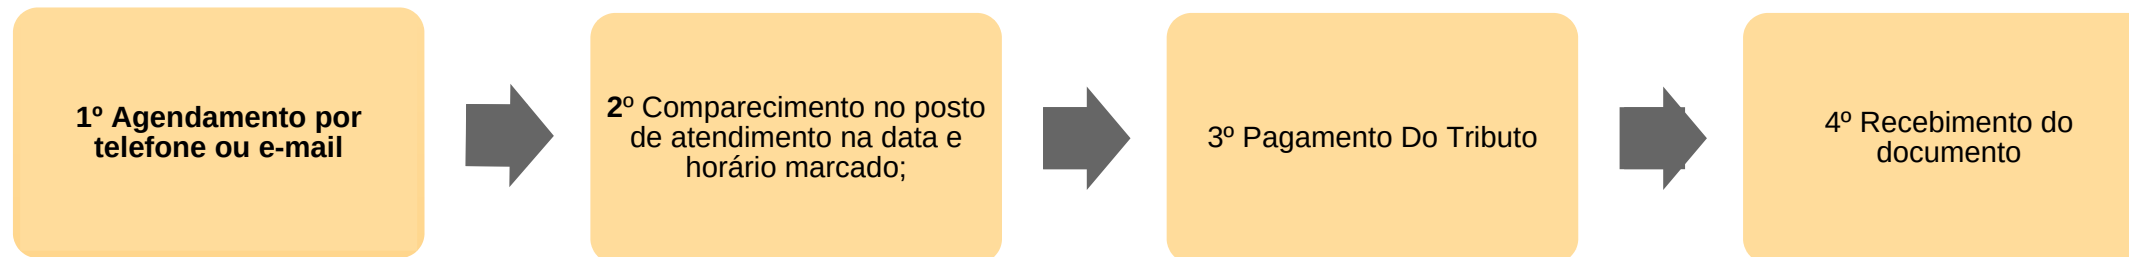 1º Agendamento por
telefone ou e-mail
2º Comparecimento no posto
de atendimento na data e
horário marcado;
3º Pagamento Do Tributo
4º Recebimento do
documento